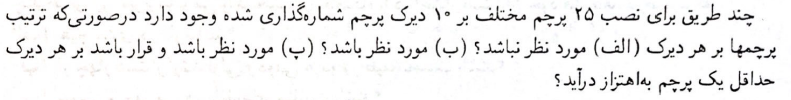 چند طریق برای نصب ۲۵ پرچم مختلف بر ۱۰ دیرک پرچم شماره‌گذاری شده وجود دارد درصورتی‌که ترتیب
پرچمها بر هر دیرک (الف) مورد نظر نباشد؟ (ب) مورد نظر باشد؟ (پ) مورد نظر باشد و قرار باشد بر هر دیرک
حداقل یک پرچم به‌اهتزاز درآید؟